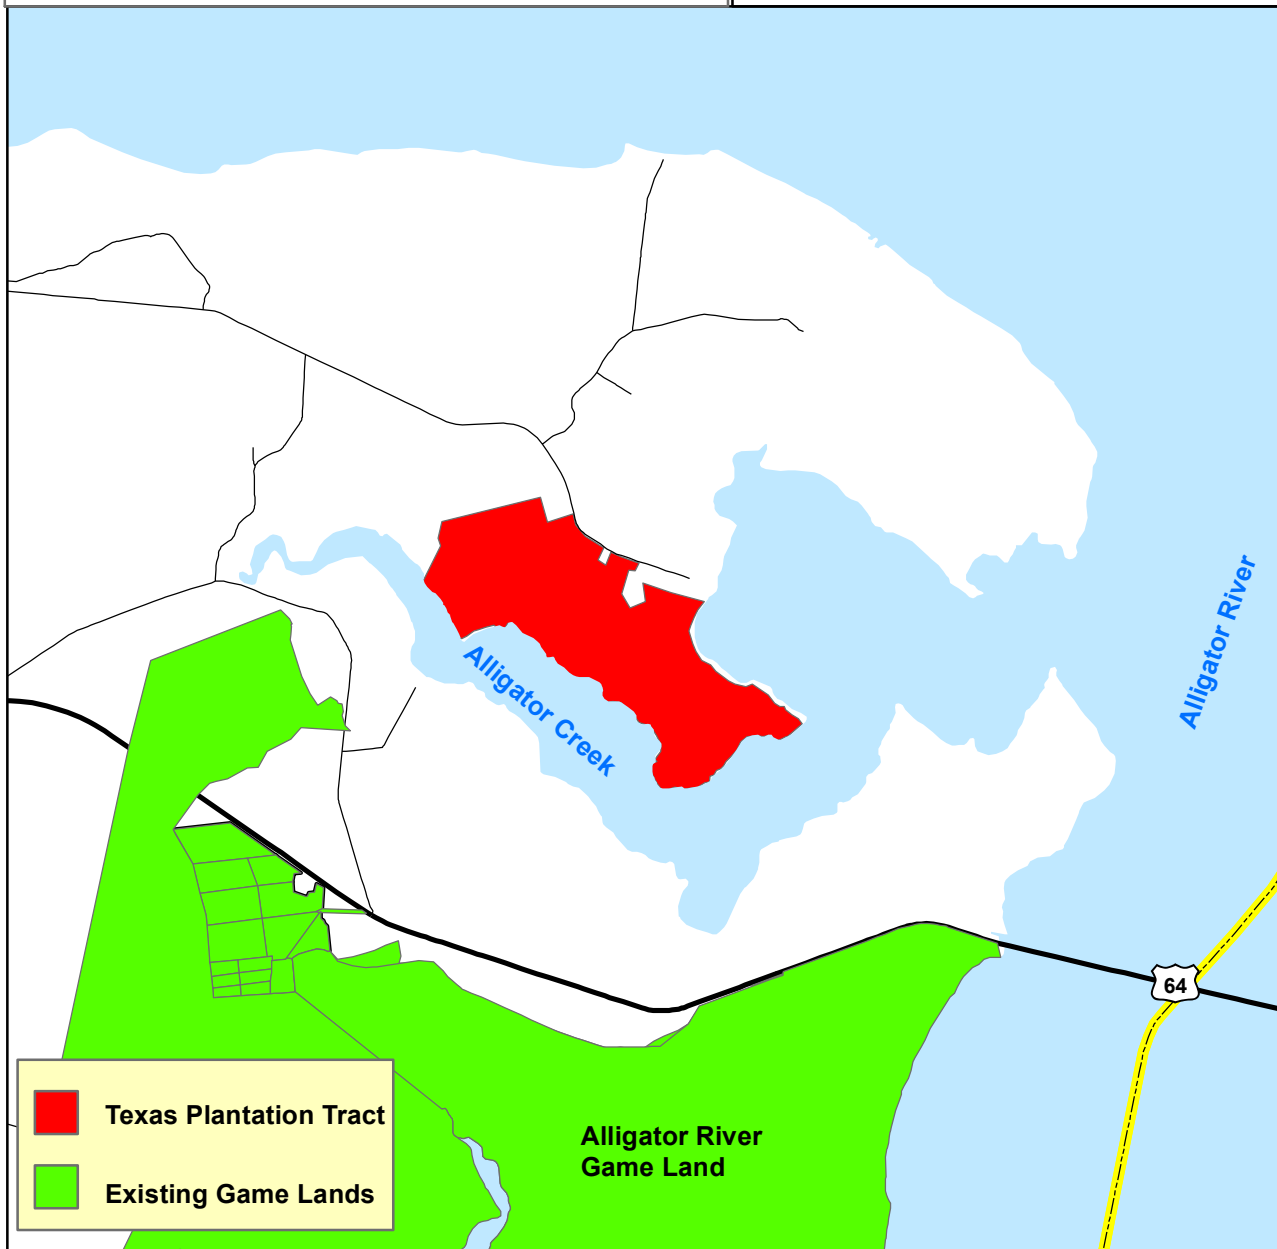 Alligator River
Alligator Creek
64
Texas Plantation Tract
Existing Game Lands
Alligator River
Game Land